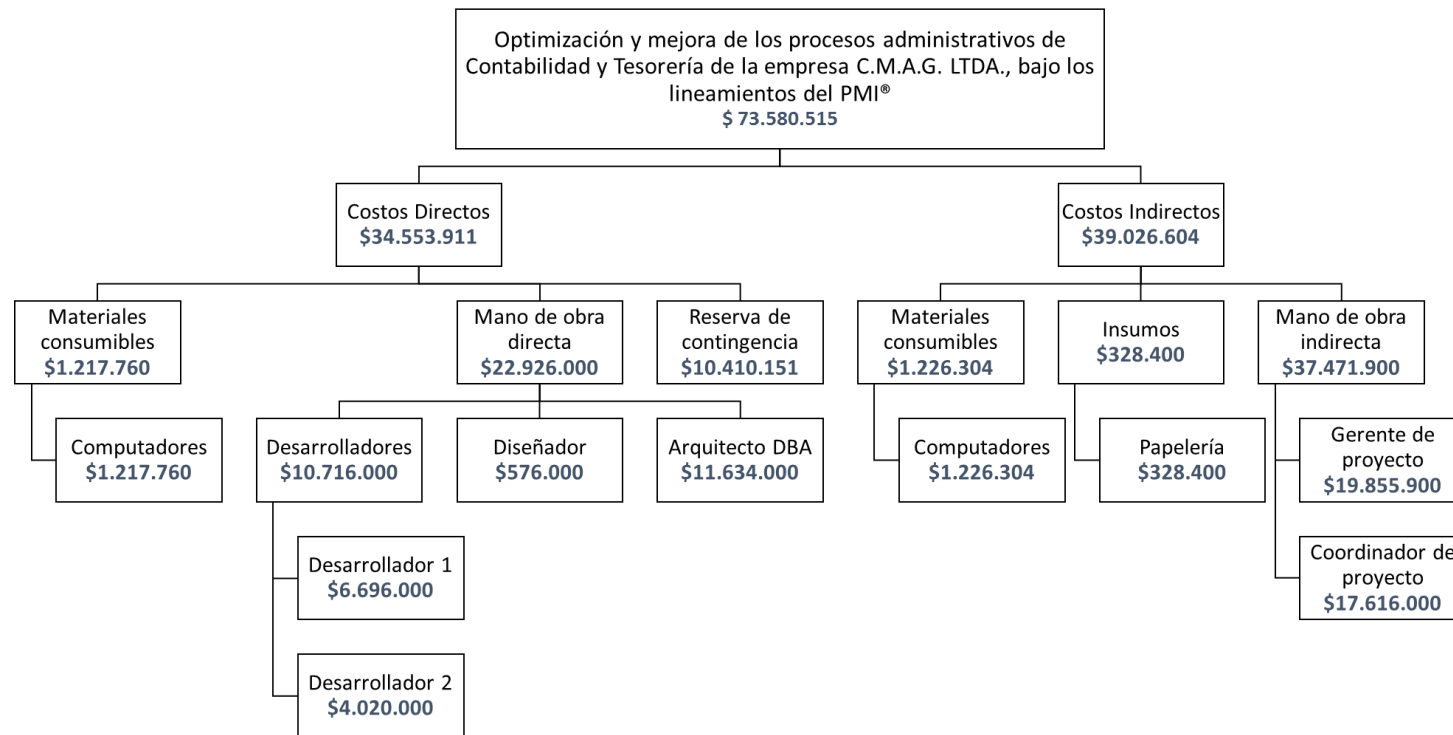 Optimización y mejora de los procesos administrativos de
Contabilidad y Tesorería de la empresa C.M.A.G. LTDA., bajo los
lineamientos del PMI®
$ 73.580.515
Costos Directos
$34.553.911
Costos Indirectos
$39.026.604
Materiales
consumibles
$1.217.760
Mano de obra
directa
$22.926.000
Reserva de
contingencia
$10.410.151
Materiales
consumibles
$1.226.304
Insumos
$328.400
Mano de obra
indirecta
$37.471.900
Computadores
$1.217.760
Desarrolladores
$10.716.000
Diseñador
$576.000
Arquitecto DBA
$11.634.000
Computadores
$1.226.304
Papelería
$328.400
Gerente de
proyecto
$19.855.900
Desarrollador 1
$6.696.000
Coordinador de
proyecto
$17.616.000
Desarrollador 2
$4.020.000